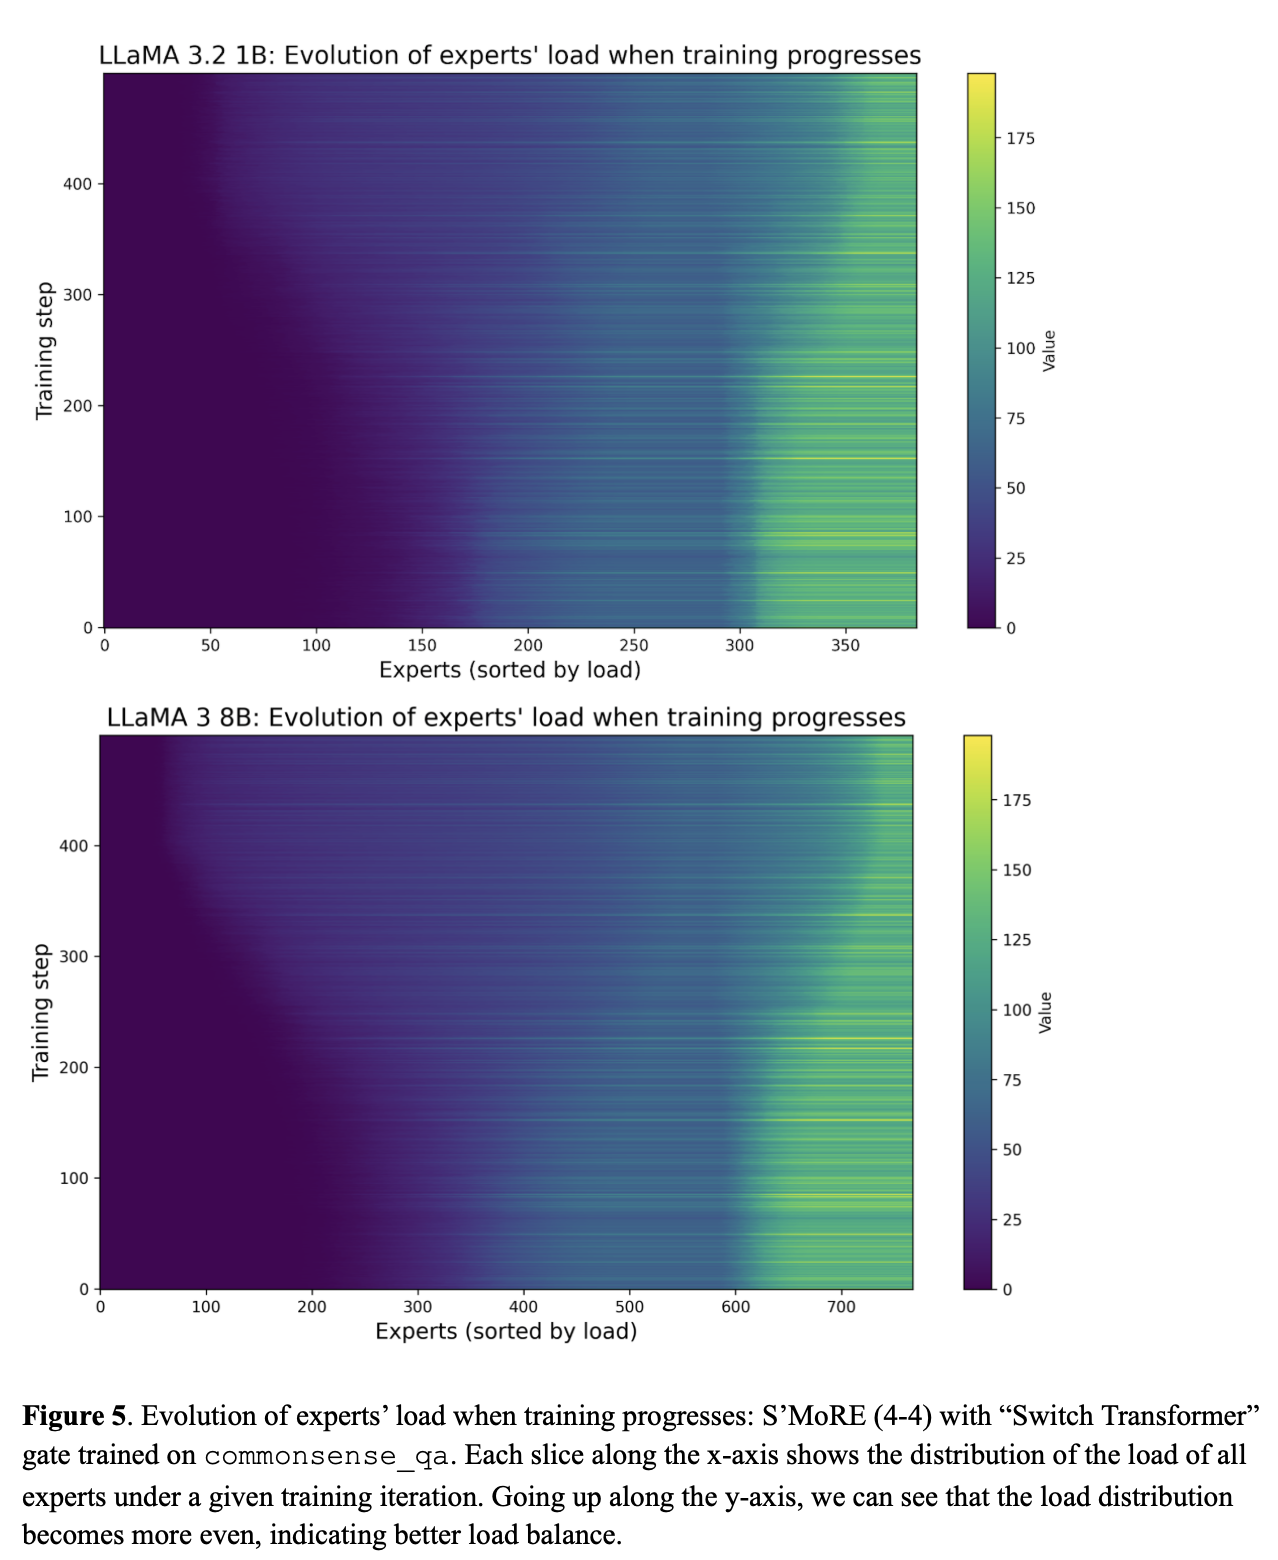 LLaMA 3.2 1B: Evolution of experts' load when training progresses
Training step
400
300
200
100
0
0 50 100 150 200 250 300 350
Experts (sorted by load)
175
150
125
100
75
50
25
0
Value
LLaMA 3 8B: Evolution of experts' load when training progresses
Training step
400
300
200
100
0
0 100 200 300 400 500 600 700
Experts (sorted by load)
175
150
125
100
75
50
25
0
Value
Figure 5. Evolution of experts’ load when training progresses: S’MoRE (4-4) with “Switch Transformer”
gate trained on commonsense_qa. Each slice along the x-axis shows the distribution of the load of all
experts under a given training iteration. Going up along the y-axis, we can see that the load distribution
becomes more even, indicating better load balance.